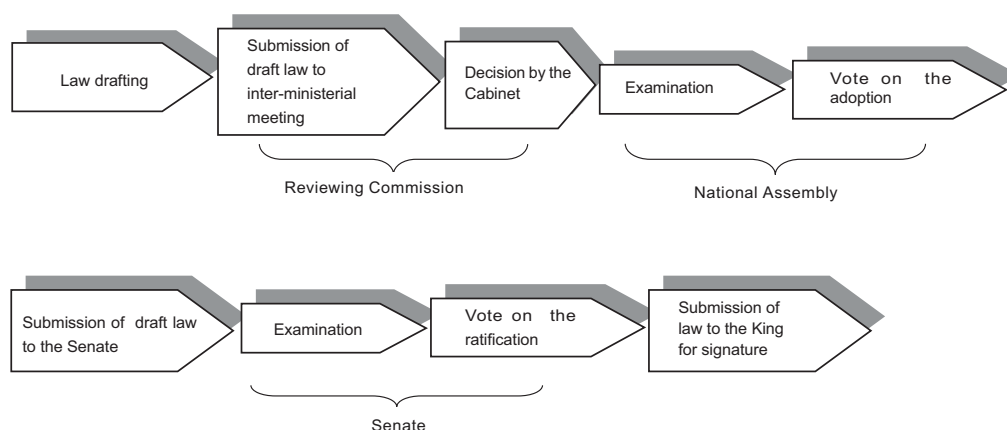 Law drafting
Submission of
draft law to
inter-ministerial
meeting
Decision by the
Cabinet
Examination
Vote on the
adoption
Reviewing Commission
National Assembly
Submission of draft law
to the Senate
Examination
Vote on the
ratification
Submission of
law to the King
for signature
Senate